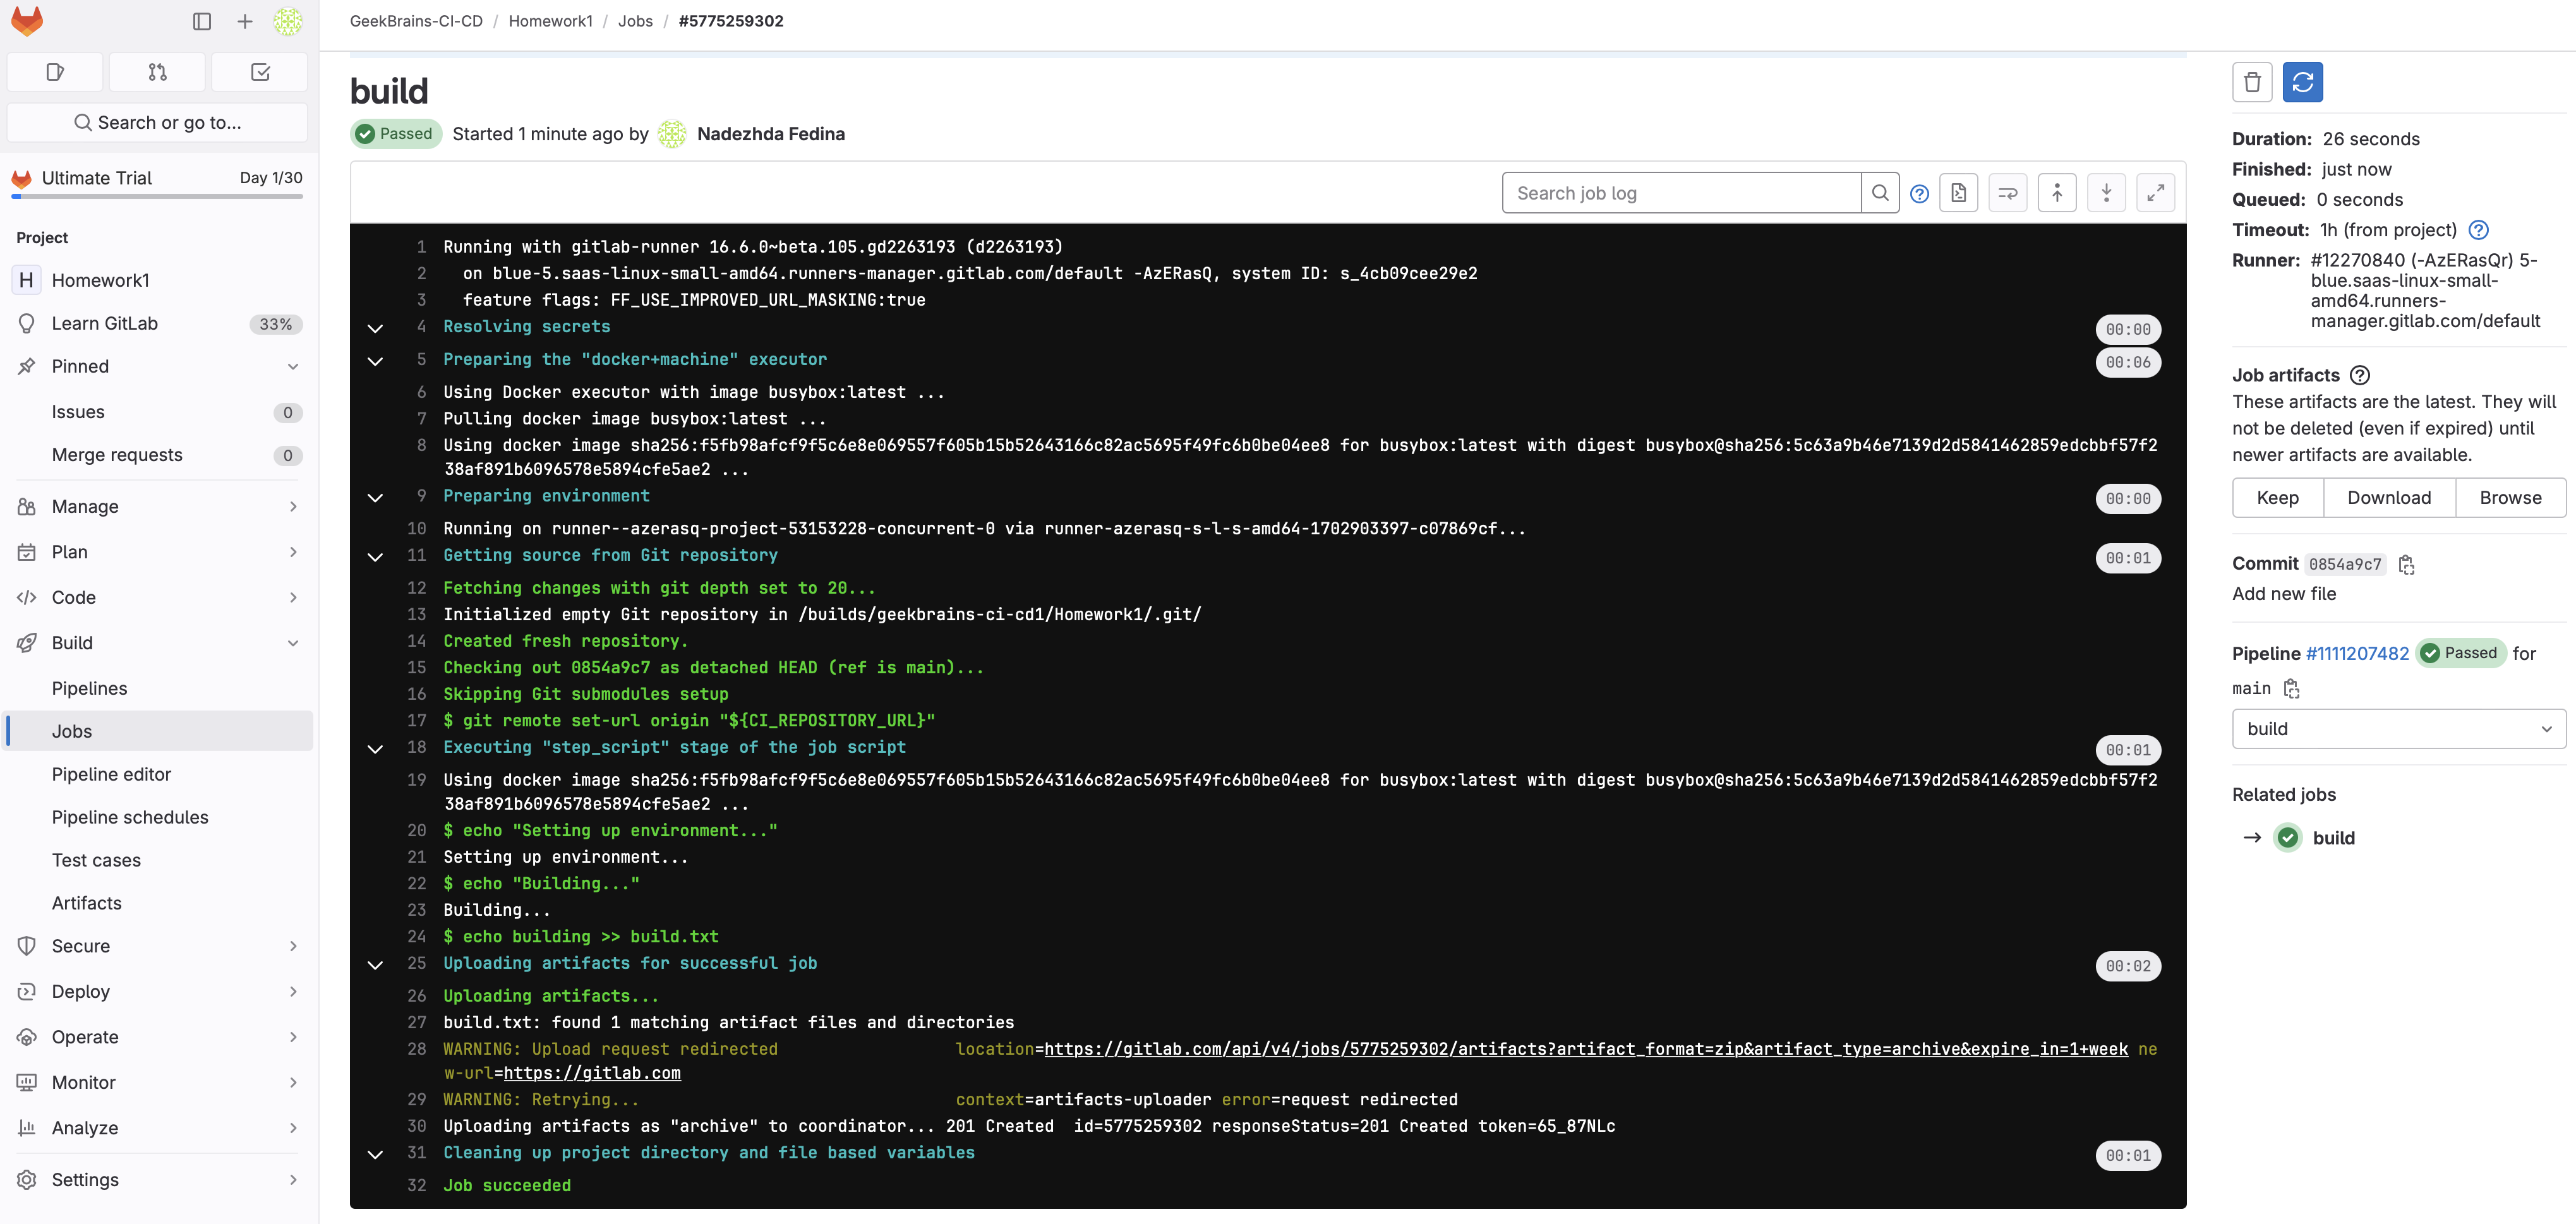 GeekBrains-CI-CD / Homework1 / Jobs / #5775259302
Search or go to...
Ultimate Trial Day 1/30
Project
H Homework1
Learn GitLab 33%
Pinned
Issues 0
Merge requests 0
Manage
Plan
Code
Build
Pipelines
Jobs
Pipeline editor
Pipeline schedules
Test cases
Artifacts
Secure
Deploy
Operate
Monitor
Analyze
Settings
build
Passed Started 1 minute ago by Nadezhda Fedina
Search job log
1 Running with gitlab-runner 16.6.0~beta.105.gd2263193 (d2263193)
2 on blue-5.saas-linux-small-amd64.runners-manager.gitlab.com/default -AzERasQ, system ID: s_4cb09cee29e2
3 feature flags: FF_USE_IMPROVED_URL_MASKING:true
4 Resolving secrets 00:00
5 Preparing the "docker+machine" executor 00:06
6 Using Docker executor with image busybox:latest ...
7 Pulling docker image busybox:latest ...
8 Using docker image sha256:f5fb98afcf9f5c6e8e069557f605b15b52643166c82ac5695f49fc6b0be04ee8 for busybox:latest with digest busybox@sha256:5c63a9b46e7139d2d5841462859edcbbf57f2
38af891b6096578e5894cfe5ae2 ...
9 Preparing environment 00:00
10 Running on runner--azerasq-project-53153228-concurrent-0 via runner-azerasq-s-l-s-amd64-1702903397-c07869cf...
11 Getting source from Git repository 00:01
12 Fetching changes with git depth set to 20...
13 Initialized empty Git repository in /builds/geekbrains-ci-cd1/Homework1/.git/
14 Created fresh repository.
15 Checking out 0854a9c7 as detached HEAD (ref is main)...
16 Skipping Git submodules setup
17 $ git remote set-url origin "${CI_REPOSITORY_URL}"
18 Executing "step_script" stage of the job script 00:01
19 Using docker image sha256:f5fb98afcf9f5c6e8e069557f605b15b52643166c82ac5695f49fc6b0be04ee8 for busybox:latest with digest busybox@sha256:5c63a9b46e7139d2d5841462859edcbbf57f2
38af891b6096578e5894cfe5ae2 ...
20 $ echo "Setting up environment..."
21 Setting up environment...
22 $ echo "Building..."
23 Building...
24 $ echo building >> build.txt
25 Uploading artifacts for successful job 00:02
26 Uploading artifacts...
27 build.txt: found 1 matching artifact files and directories
28 WARNING: Upload request redirected location=https://gitlab.com/api/v4/jobs/5775259302/artifacts?artifact_format=zip&artifact_type=archive&expire_in=1+week ne
w-url=https://gitlab.com
29 WARNING: Retrying... context=artifacts-uploader error=request redirected
30 Uploading artifacts as "archive" to coordinator... 201 Created id=5775259302 responseStatus=201 Created token=65_87NLc
31 Cleaning up project directory and file based variables 00:01
32 Job succeeded
Duration: 26 seconds
Finished: just now
Queued: 0 seconds
Timeout: 1h (from project)
Runner: #12270840 (-AzERasQr) 5-
blue.saas-linux-small-
amd64.runners-
manager.gitlab.com/default
Job artifacts
These artifacts are the latest. They will
not be deleted (even if expired) until
newer artifacts are available.
Keep Download Browse
Commit 0854a9c7
Add new file
Pipeline #1111207482 Passed for
main
build
Related jobs
→ build